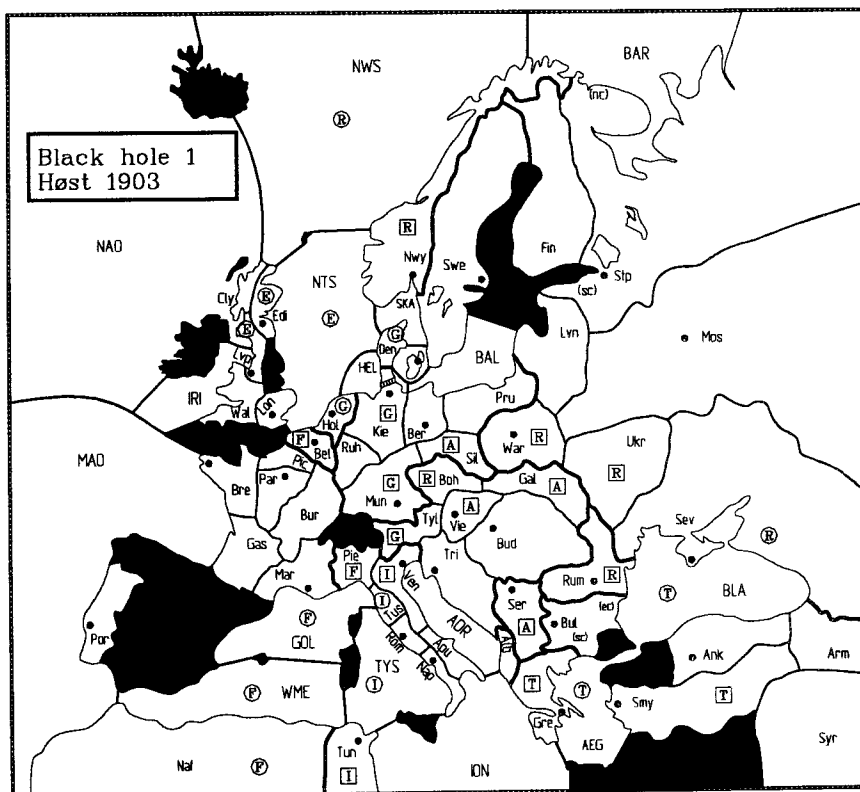 BAR
NWS
(nc)
R
Black hole 1
Høst 1903
R
NAO
Nwy
Swe
Fin
Stp
NTS
(sc)
Cly
E
Edi
E
SKA
Lvn
Mos
E
G
Den
Lvp
HEL
BAL
IRI
Pru
Wal
Lon
Hol
G
G
Kie
Ber
War
R
Ukr
MAO
F
Bel
A
Pic
Ruh
Sil
R
Bre
Par
G
R
Boh
Gal
A
Mun
Bur
Tyl
A
Vie
Sev
R
Gas
G
Bud
Pie
Tri
Mar
F
I
Ven
Rum
R
BLA
I
Ser
T
(ec)
Tus
Por
F
ADR
Bul
GOL
A
(sc)
Rom
Apu
Alb
Ank
Arm
TYS
Nap
WME
F
I
T
T
Smy
T
Gre
Tun
AEG
Syr
Naf
F
I
ION